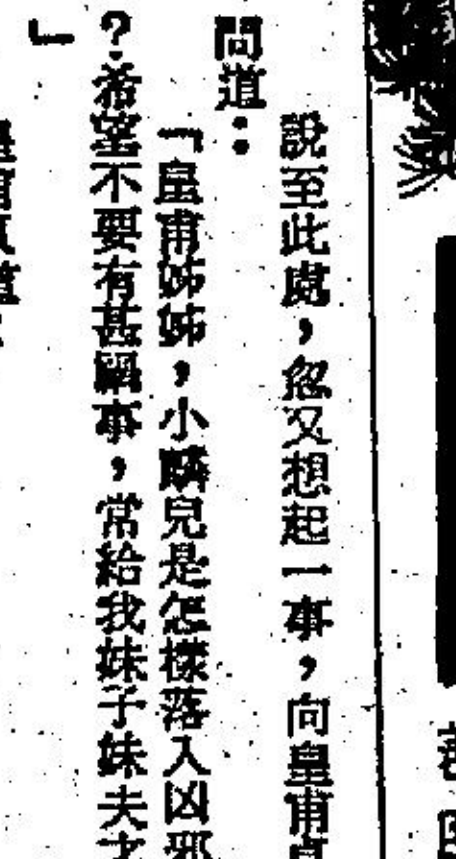 說至此處，忽又想起一事，向皇甫
問道：
「皇甫姊姊，小麟兒是怎樣落入凶邪
？希望不要有甚關事，常給我妹子妹夫才
」